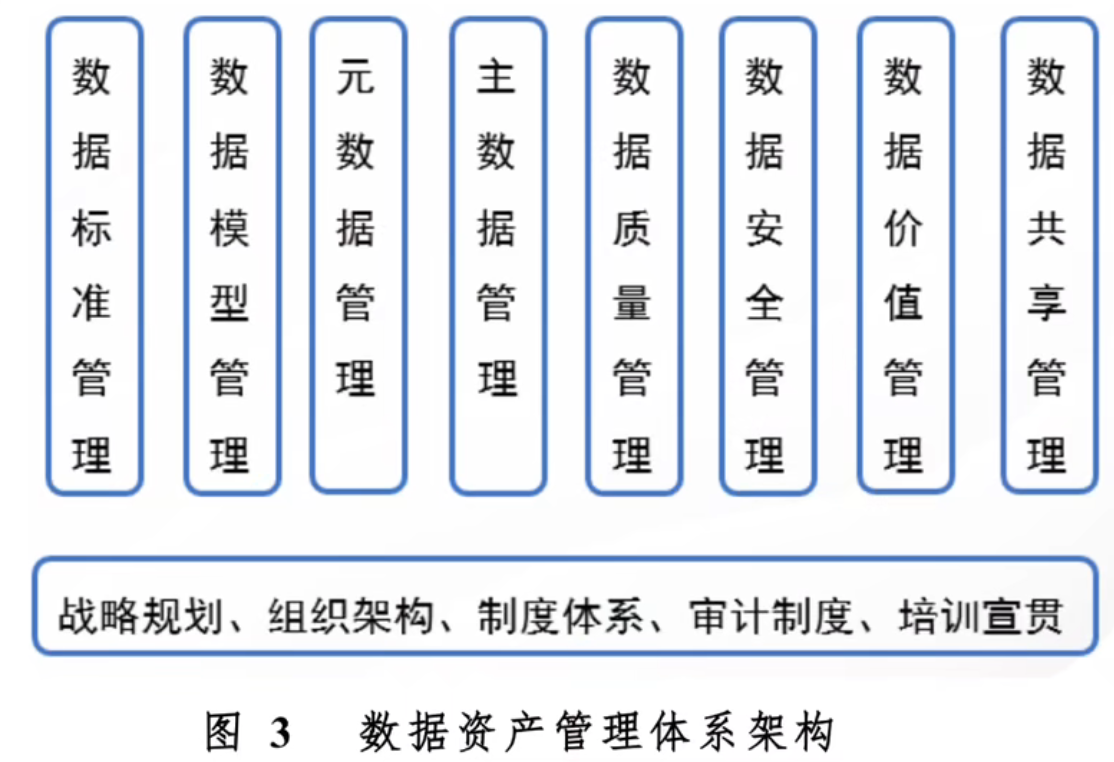 数据标准管理
数据模型管理
元数据管理
主数据管理
数据质量管理
数据安全管理
数据价值管理
数据共享管理
战略规划、组织架构、制度体系、审计制度、培训宣贯
图 3 数据资产管理体系架构